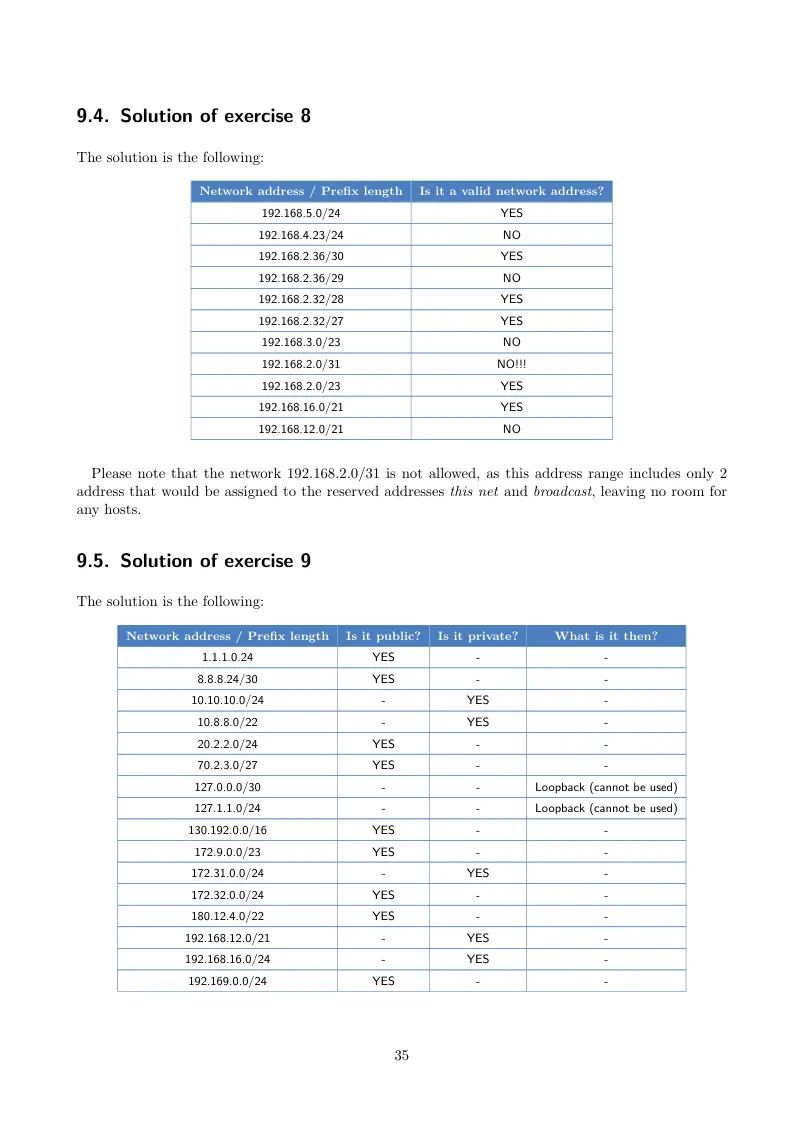 9.4. Solution of exercise 8
The solution is the following:
Network address / Prefix length Is it a valid network address?
192.168.5.0/24 YES
192.168.4.23/24 NO
192.168.2.36/30 YES
192.168.2.36/29 NO
192.168.2.32/28 YES
192.168.2.32/27 YES
192.168.3.0/23 NO
192.168.2.0/31 NO!!!
192.168.2.0/23 YES
192.168.16.0/21 YES
192.168.12.0/21 NO
Please note that the network 192.168.2.0/31 is not allowed, as this address range includes only 2
address that would be assigned to the reserved addresses this net and broadcast, leaving no room for
any hosts.
9.5. Solution of exercise 9
The solution is the following:
Network address / Prefix length Is it public? Is it private? What is it then?
1.1.1.0.24 YES - -
8.8.8.24/30 YES - -
10.10.10.0/24 - YES -
10.8.8.0/22 - YES -
20.2.2.0/24 YES - -
70.2.3.0/27 YES - -
127.0.0.0/30 - - Loopback (cannot be used)
127.1.1.0/24 - - Loopback (cannot be used)
130.192.0.0/16 YES - -
172.9.0.0/23 YES - -
172.31.0.0/24 - YES -
172.32.0.0/24 YES - -
180.12.4.0/22 YES - -
192.168.12.0/21 - YES -
192.168.16.0/24 - YES -
192.169.0.0/24 YES - -
35